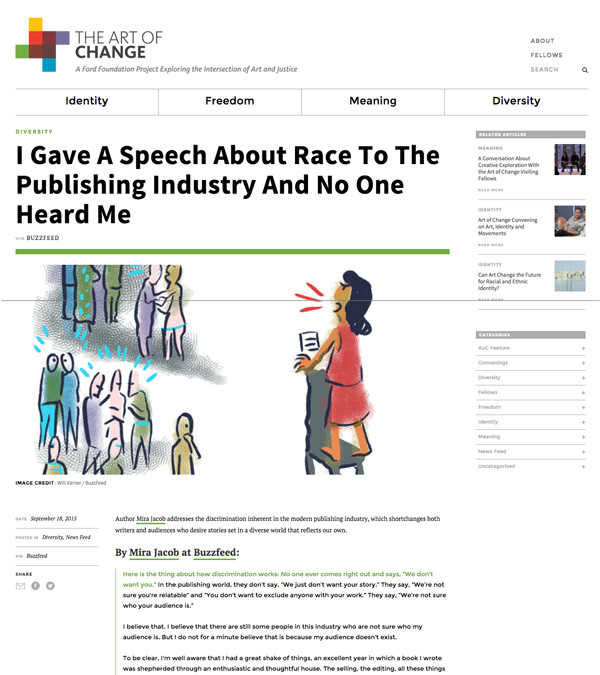 THE ART OF
CHANGE
A Ford Foundation Project Exploring the Intersection of Art and Justice
ABOUT
FELLOWS
SEARCH
Identity
Freedom
Meaning
Diversity
DIVERSITY
I Gave A Speech About Race To The
Publishing Industry And No One
Heard Me
VIA BUZZFEED
RELATED ARTICLES
MEANING
A Conversation About
Creative Exploration With the
Art of Change Visiting
Fellows
READ MORE
IDENTITY
Art of Change Convening
on Art, Identity and
Movements
READ MORE
IDENTITY
Can Art Change the Future
for Racial and Ethnic
Identity?
READ MORE
CATEGORIES
AoC Feature +
Convenings +
Diversity +
Fellows +
Freedom +
Identity +
Meaning +
News Feed +
Uncategorized +
IMAGE CREDIT : Will Varner / Buzzfeed
DATE September 18, 2015
POSTED IN Diversity, News Feed
VIA Buzzfeed
SHARE
Author Mira Jacob addresses the discrimination inherent in the modern publishing industry, which shortchanges both
writers and audiences who desire stories set in a diverse world that reflects our own.
By Mira Jacob at Buzzfeed:
Here is the thing about how discrimination works: No one ever comes right out and says, "We don't
want you." In the publishing world, they don't say, "We just don't want your story." They say, "We're not
sure you're relatable" and "You don't want to exclude anyone with your work." They say, "We're not
sure who your audience is."
I believe that. I believe that there are still some people in this industry who are not sure who my
audience is. But I do not for a minute believe that is because my audience doesn't exist.
To be clear, I'm well aware that I had a great shake of things, an excellent year in which a book I wrote
was shepherded through an enthusiastic and thoughtful house. The selling, the editing, all these things